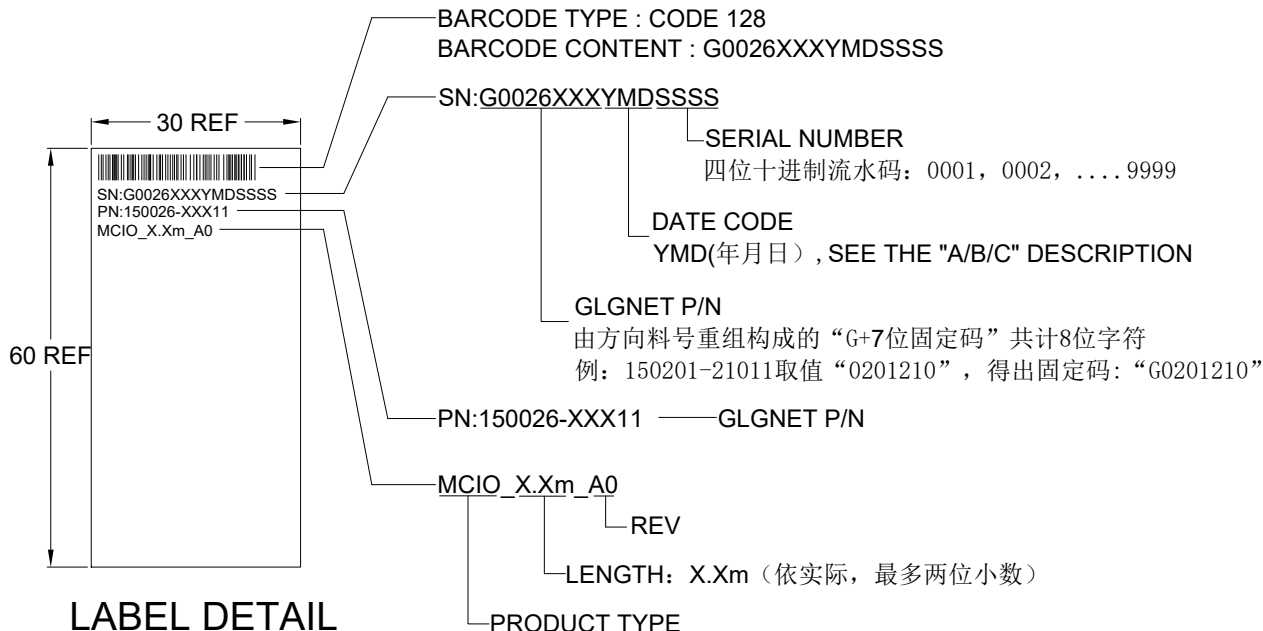 BARCODE TYPE : CODE 128
BARCODE CONTENT : G0026XXXYMDSSSS
SN:G0026XXXYMDSSSS
SERIAL NUMBER
四位十进制流水码：0001，0002，....9999
DATE CODE
YMD(年月日）, SEE THE "A/B/C" DESCRIPTION
GLGNET P/N
由方向料号重组构成的“G+7位固定码”共计8位字符
例：150201-21011取值“0201210”，得出固定码:“G0201210”
PN:150026-XXX11
GLGNET P/N
MCIO_X.Xm_A0
REV
LENGTH：X.Xm（依实际，最多两位小数）
PRODUCT TYPE
30 REF
SN:G0026XXXYMDSSSS
PN:150026-XXX11
MCIO_X.Xm_A0
60 REF
LABEL DETAIL